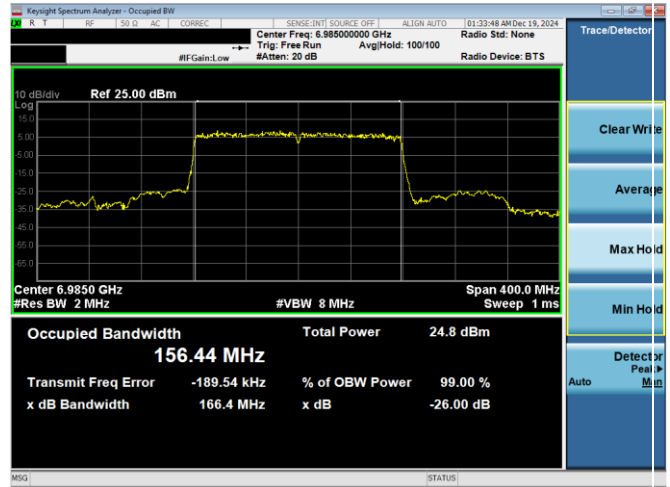 Keysight Spectrum Analyzer - Occupied BW
R T RF 50 Ω AC CORREC SENSE:INT SOURCE OFF ALIGN AUTO 01:33:48 AM Dec 19, 2024
Center Freq: 6.985000000 GHz Radio Std: None
Trig: Free Run Avg|Hold: 100/100
#IFGain:Low #Atten: 20 dB Radio Device: BTS
Trace/Detector
10 dB/div Ref 25.00 dBm
Log
15.0
5.00
-5.00
-15.0
-25.0
-35.0
-45.0
-55.0
-65.0
Center 6.9850 GHz Span 400.0 MHz
#Res BW 2 MHz #VBW 8 MHz Sweep 1 ms
Occupied Bandwidth Total Power 24.8 dBm
156.44 MHz
Transmit Freq Error -189.54 kHz % of OBW Power 99.00 %
x dB Bandwidth 166.4 MHz x dB -26.00 dB
Clear Write
Average
Max Hold
Min Hold
Detector
Peak▶
Auto Man
MSG STATUS